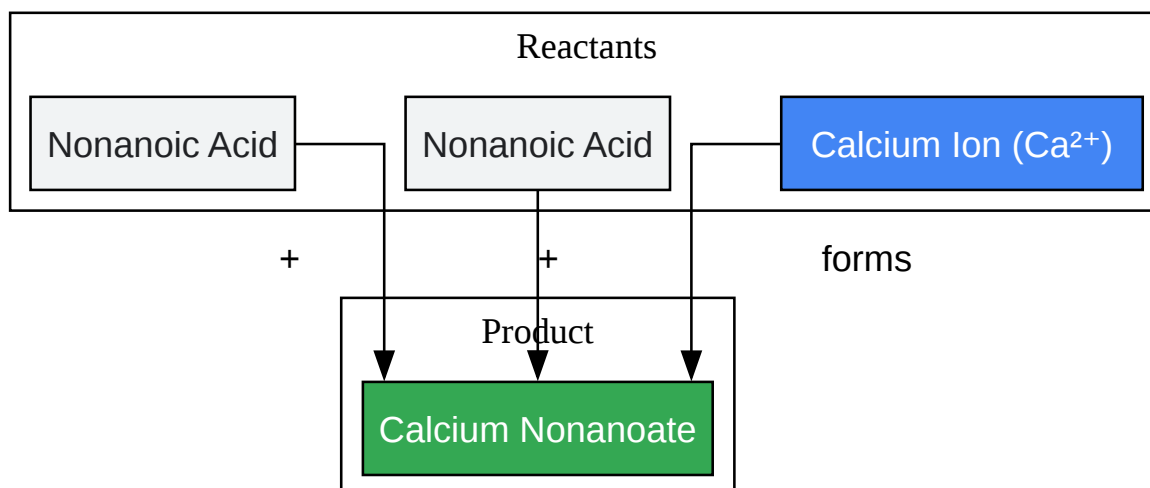 Reactants
Nonanoic Acid
Nonanoic Acid
Calcium Ion (Ca²⁺)
+
+
forms
Product
Calcium Nonanoate